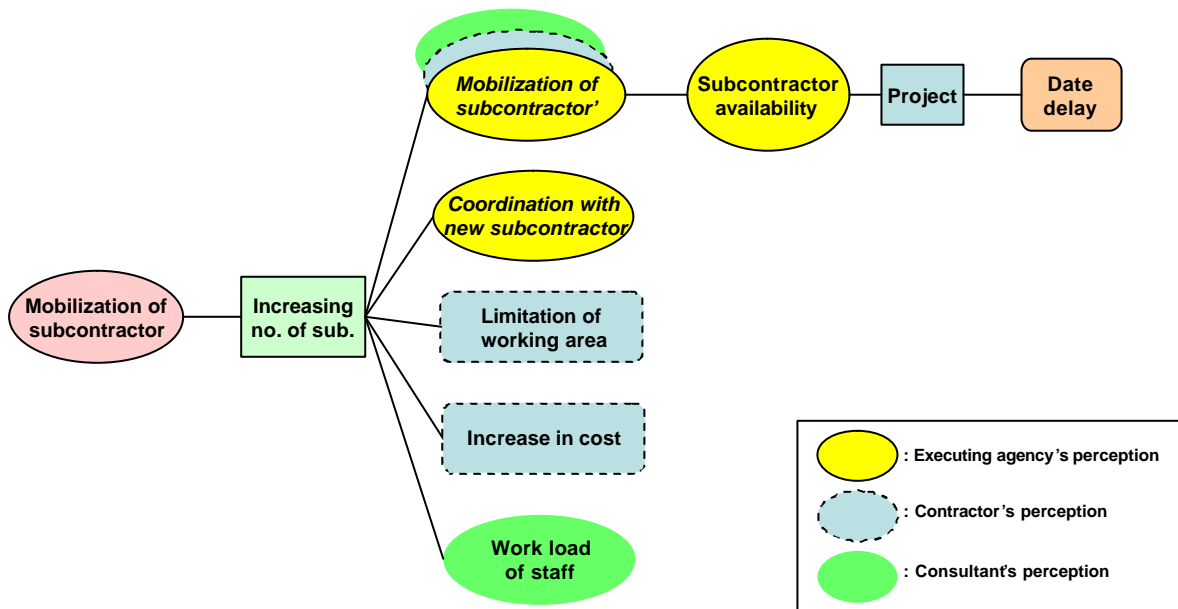 Mobilization of
subcontractor’
Subcontractor
availability
Project
Date
delay
Coordination with
new subcontractor
Mobilization of
subcontractor
Increasing
no. of sub.
Limitation of
working area
Increase in cost
Work load
of staff
: Executing agency’s perception
: Contractor’s perception
: Consultant’s perception